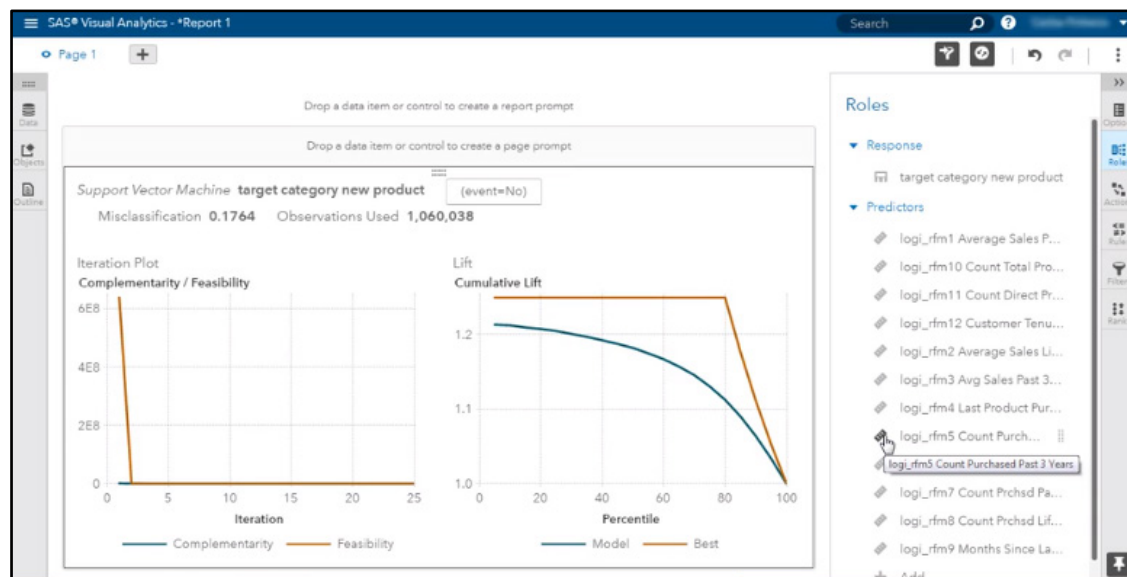 SAS® Visual Analytics - *Report 1
Search
Page 1
Drop a data item or control to create a report prompt
Drop a data item or control to create a page prompt
Data
Objects
Outline
Support Vector Machine target category new product (event=No)
Misclassification 0.1764 Observations Used 1,060,038
Iteration Plot
Complementarity / Feasibility
6E8
4E8
2E8
0
0 5 10 15 20 25
Iteration
Complementarity Feasibility
Lift
Cumulative Lift
1.2
1.1
1.0
0 20 40 60 80 100
Percentile
Model Best
Roles
Response
target category new product
Predictors
logi_rfm1 Average Sales P...
logi_rfm10 Count Total Pro...
logi_rfm11 Count Direct Pr...
logi_rfm12 Customer Tenu...
logi_rfm2 Average Sales Li...
logi_rfm3 Avg Sales Past 3...
logi_rfm4 Last Product Pur...
logi_rfm5 Count Purch...
logi_rfm5 Count Purchased Past 3 Years
logi_rfm7 Count Prchsd Pa...
logi_rfm8 Count Prchsd Lif...
logi_rfm9 Months Since La...
Add
Optio
Role
Action
Rule
Filter
Rank